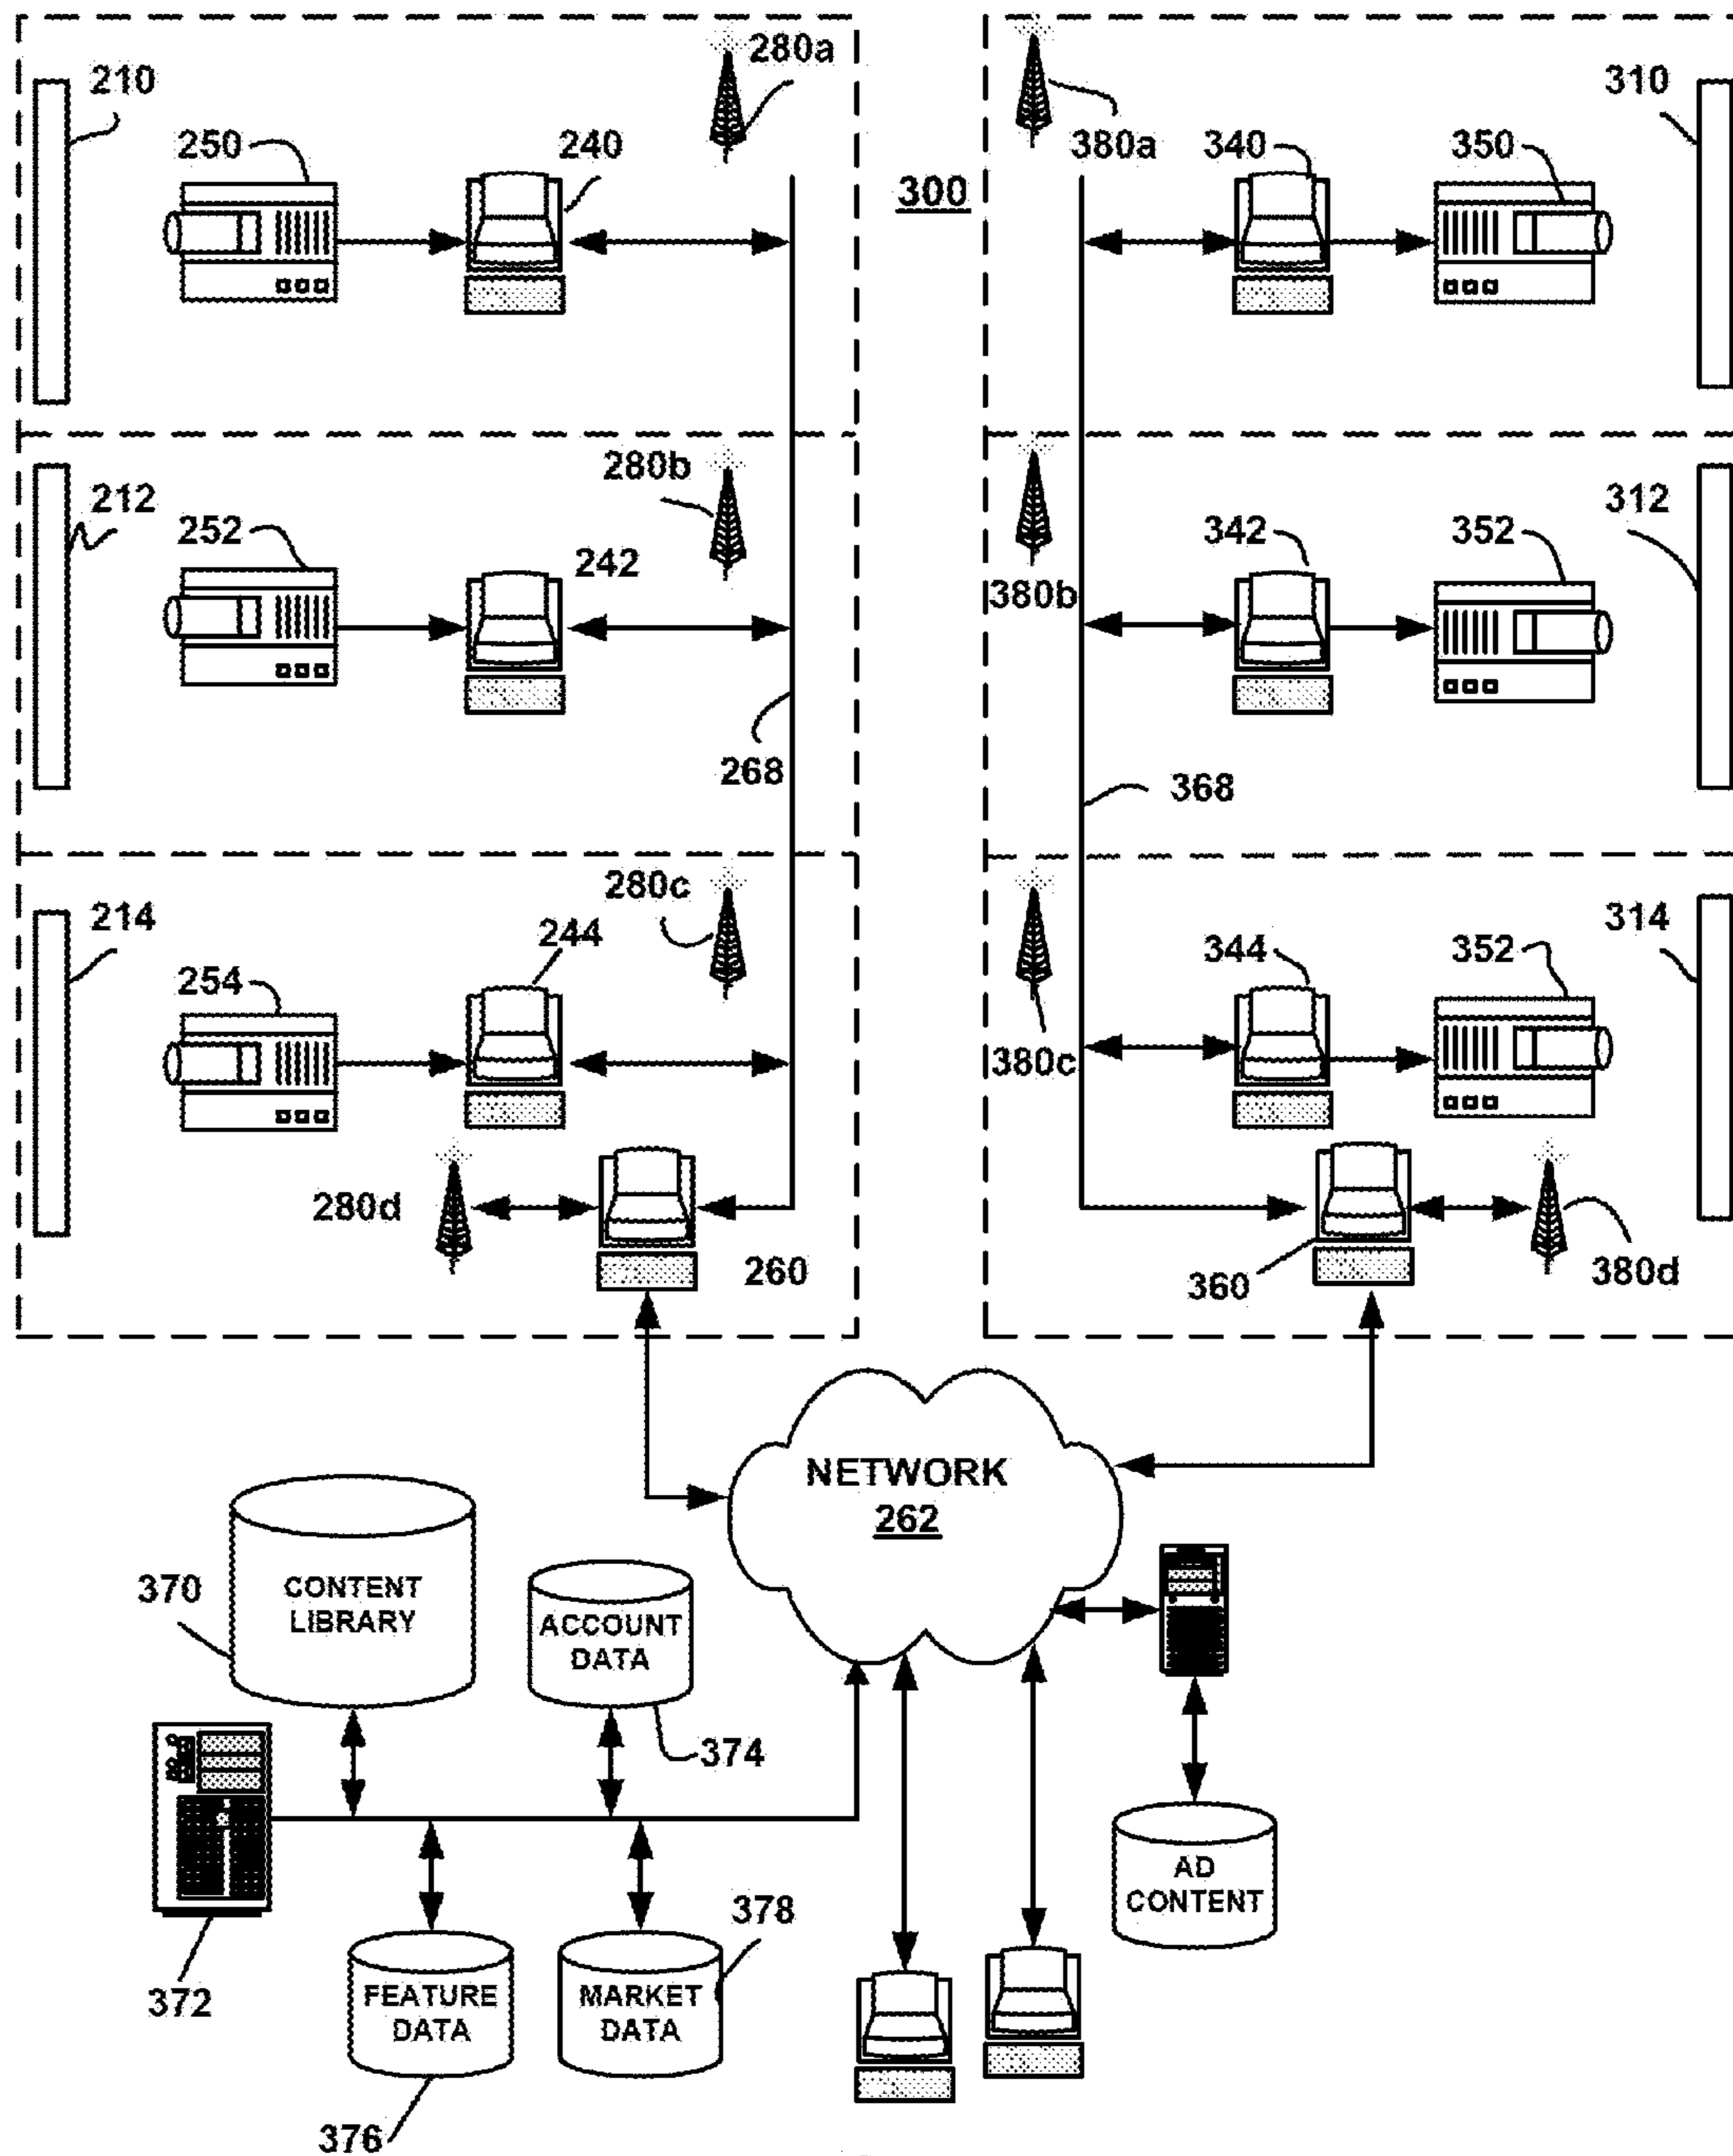 280a
380a
210
310
250
240
340
350
300
280b
212
312
252
242
342
352
380b
268
368
280c
214
314
254
244
344
352
380c
280d
260
360
380d
NETWORK
262
370
CONTENT
LIBRARY
ACCOUNT
DATA
374
AD
CONTENT
378
372
FEATURE
DATA
MARKET
DATA
376